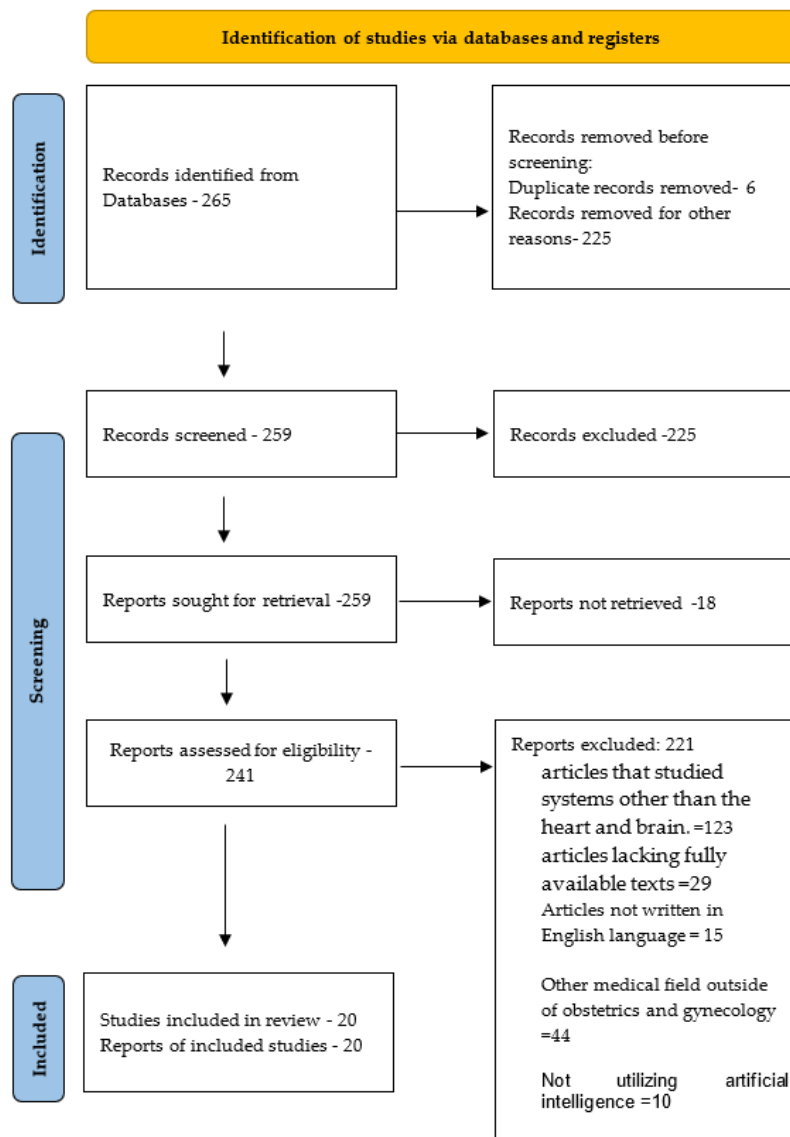 Identification of studies via databases and registers
Identification
Records identified from
Databases - 265
Records removed before
screening:
Duplicate records removed- 6
Records removed for other
reasons- 225
Screening
Records screened - 259
Records excluded -225
Reports sought for retrieval -259
Reports not retrieved -18
Reports assessed for eligibility -
241
Reports excluded: 221
articles that studied
systems other than the
heart and brain. =123
articles lacking fully
available texts =29
Articles not written in
English language = 15
Other medical field outside
of obstetrics and gynecology
=44
Not utilizing artificial
intelligence =10
Included
Studies included in review - 20
Reports of included studies - 20